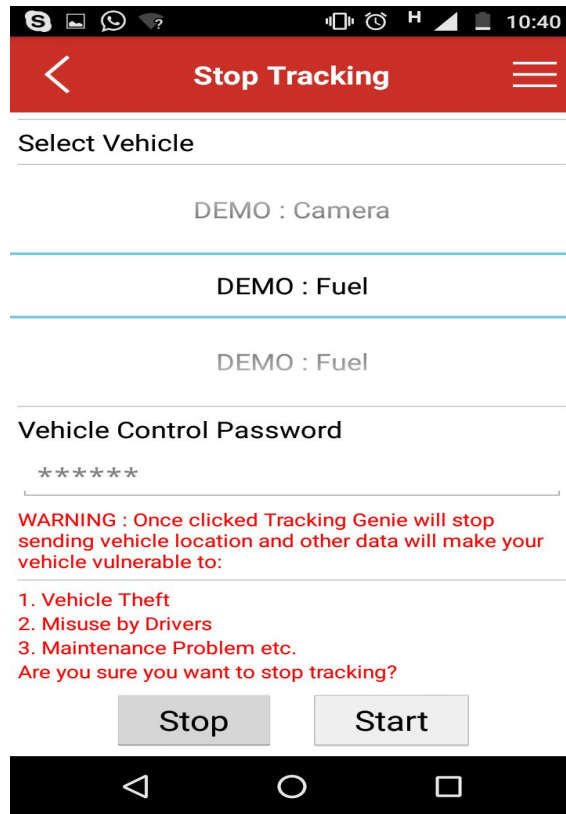 H 10:40
Stop Tracking
Select Vehicle
DEMO : Camera
DEMO : Fuel
DEMO : Fuel
Vehicle Control Password
******
WARNING : Once clicked Tracking Genie will stop
sending vehicle location and other data will make your
vehicle vulnerable to:
1. Vehicle Theft
2. Misuse by Drivers
3. Maintenance Problem etc.
Are you sure you want to stop tracking?
Stop Start